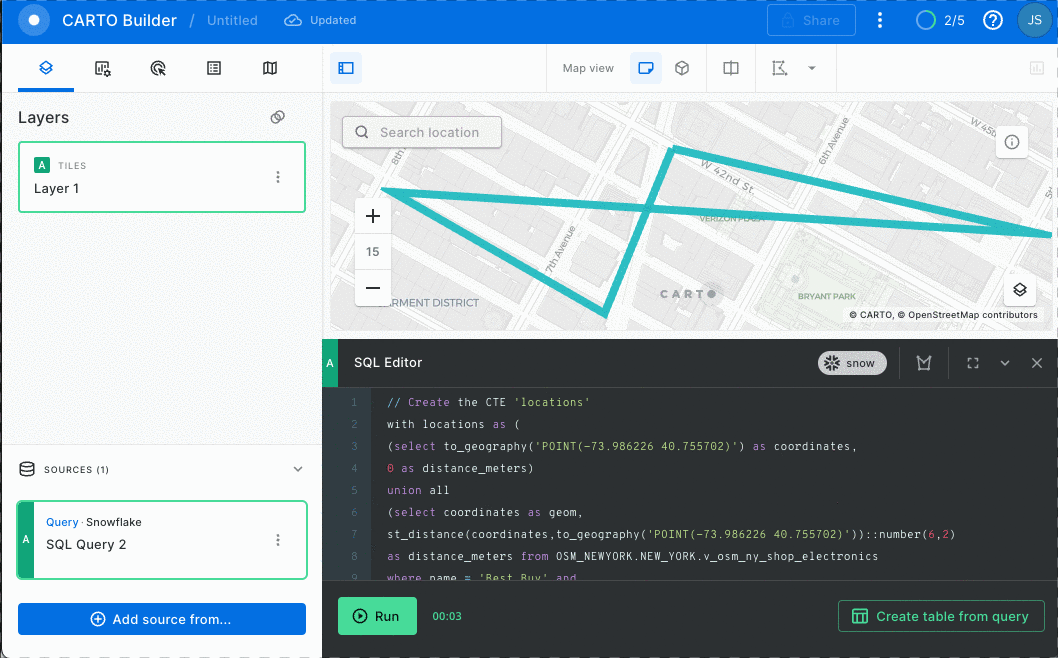 CARTO Builder / Untitled Updated Share 2/5 JS
Map view
Layers
A TILES
Layer 1
Search location
8th
7th Avenue
6th Avenue
W 42nd St.
W 45th
VERIZON PLAZA
BRYANT PARK
ARMENT DISTRICT
CARTO
15
© CARTO, © OpenStreetMap contributors
SOURCES (1)
A
Query · Snowflake
SQL Query 2
Add source from...
A SQL Editor snow
1 // Create the CTE 'locations'
2 with locations as (
3 (select to_geography('POINT(-73.986226 40.755702)') as coordinates,
4 0 as distance_meters)
5 union all
6 (select coordinates as geom,
7 st_distance(coordinates,to_geography('POINT(-73.986226 40.755702)'))::number(6,2)
8 as distance_meters from OSM_NEWYORK.NEW_YORK.v_osm_ny_shop_electronics
9 where name = 'Best Buy' and
Run 00:03 Create table from query